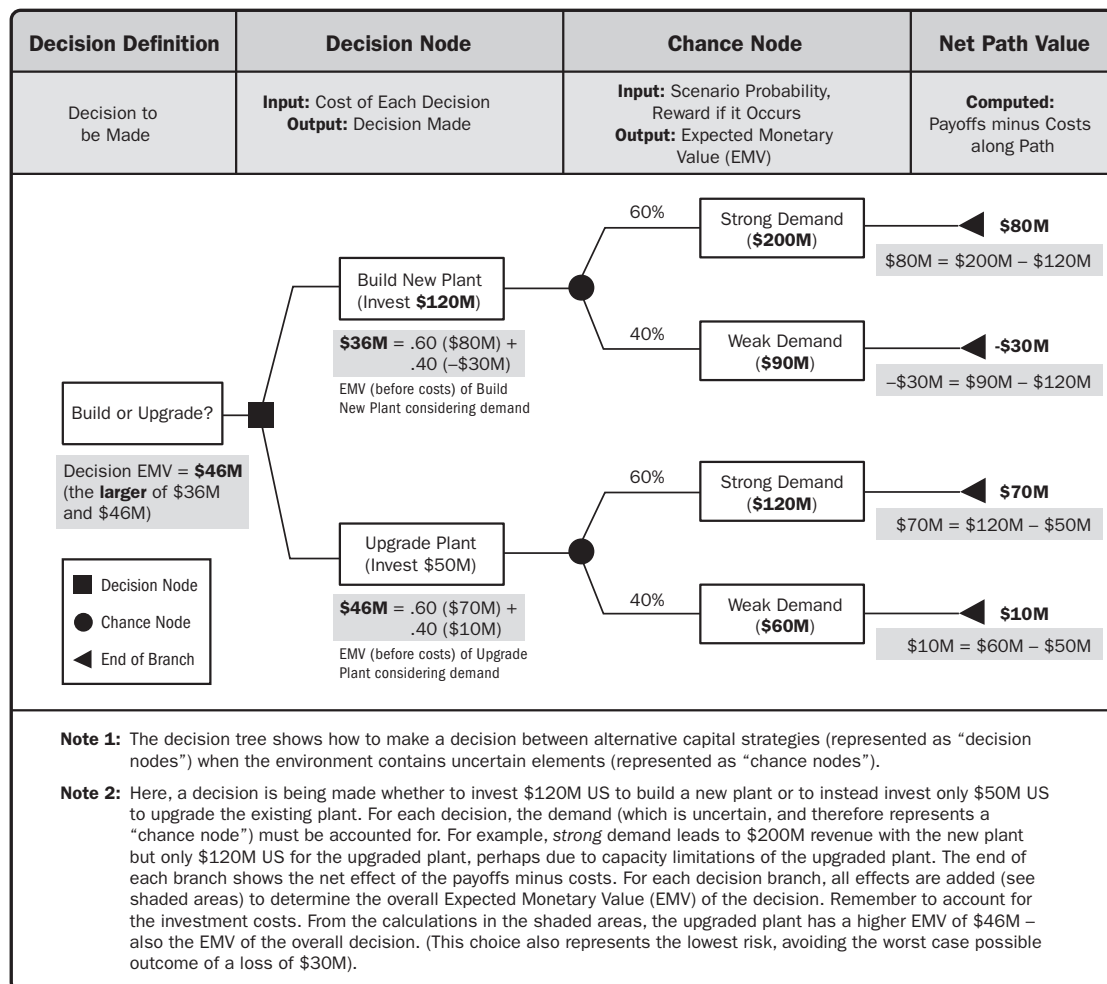 Decision Definition
Decision Node
Chance Node
Net Path Value
Decision to
be Made
Input: Cost of Each Decision
Output: Decision Made
Input: Scenario Probability,
Reward if it Occurs
Output: Expected Monetary
Value (EMV)
Computed:
Payoffs minus Costs
along Path
Build or Upgrade?
Decision EMV = $46M
(the larger of $36M
and $46M)
Decision Node
Chance Node
End of Branch
Build New Plant
(Invest $120M)
$36M = .60 ($80M) +
.40 (–$30M)
EMV (before costs) of Build
New Plant considering demand
60%
Strong Demand
($200M)
$80M
$80M = $200M – $120M
40%
Weak Demand
($90M)
-$30M
–$30M = $90M – $120M
Upgrade Plant
(Invest $50M)
$46M = .60 ($70M) +
.40 ($10M)
EMV (before costs) of Upgrade
Plant considering demand
60%
Strong Demand
($120M)
$70M
$70M = $120M – $50M
40%
Weak Demand
($60M)
$10M
$10M = $60M – $50M
Note 1: The decision tree shows how to make a decision between alternative capital strategies (represented as “decision
nodes”) when the environment contains uncertain elements (represented as “chance nodes”).
Note 2: Here, a decision is being made whether to invest $120M US to build a new plant or to instead invest only $50M US
to upgrade the existing plant. For each decision, the demand (which is uncertain, and therefore represents a
“chance node”) must be accounted for. For example, strong demand leads to $200M revenue with the new plant
but only $120M US for the upgraded plant, perhaps due to capacity limitations of the upgraded plant. The end of
each branch shows the net effect of the payoffs minus costs. For each decision branch, all effects are added (see
shaded areas) to determine the overall Expected Monetary Value (EMV) of the decision. Remember to account for
the investment costs. From the calculations in the shaded areas, the upgraded plant has a higher EMV of $46M –
also the EMV of the overall decision. (This choice also represents the lowest risk, avoiding the worst case possible
outcome of a loss of $30M).